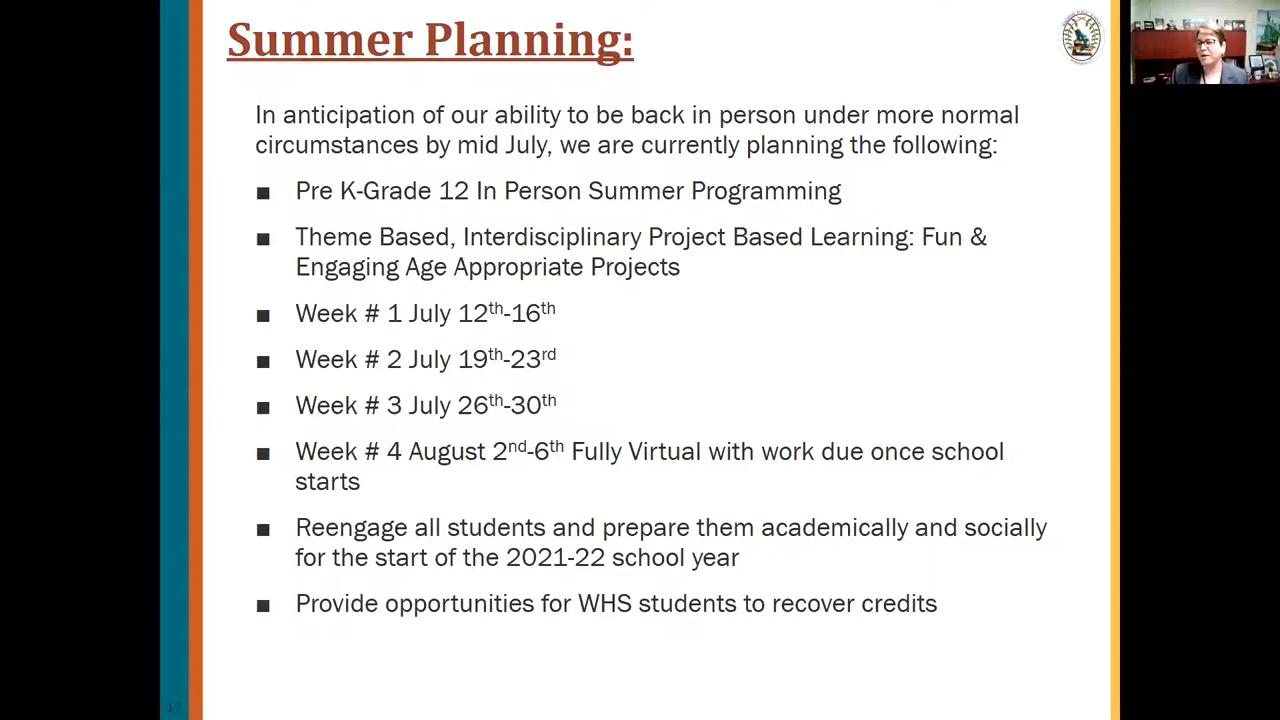 Summer Planning:
In anticipation of our ability to be back in person under more normal
circumstances by mid July, we are currently planning the following:
■ Pre K-Grade 12 In Person Summer Programming
■ Theme Based, Interdisciplinary Project Based Learning: Fun &
Engaging Age Appropriate Projects
■ Week # 1 July 12th-16th
■ Week # 2 July 19th-23rd
■ Week # 3 July 26th-30th
■ Week # 4 August 2nd-6th Fully Virtual with work due once school
starts
■ Reengage all students and prepare them academically and socially
for the start of the 2021-22 school year
■ Provide opportunities for WHS students to recover credits
17